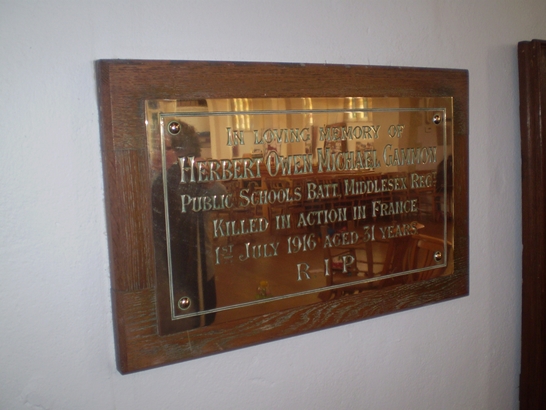 IN LOVING MEMORY OF
HERBERT OWEN MICHAEL CAMMON
PUBLIC SCHOOLS BATT. MIDDLESEX REG.
KILLED IN ACTION IN FRANCE
1ST JULY 1916 AGED 31 YEARS
R I P